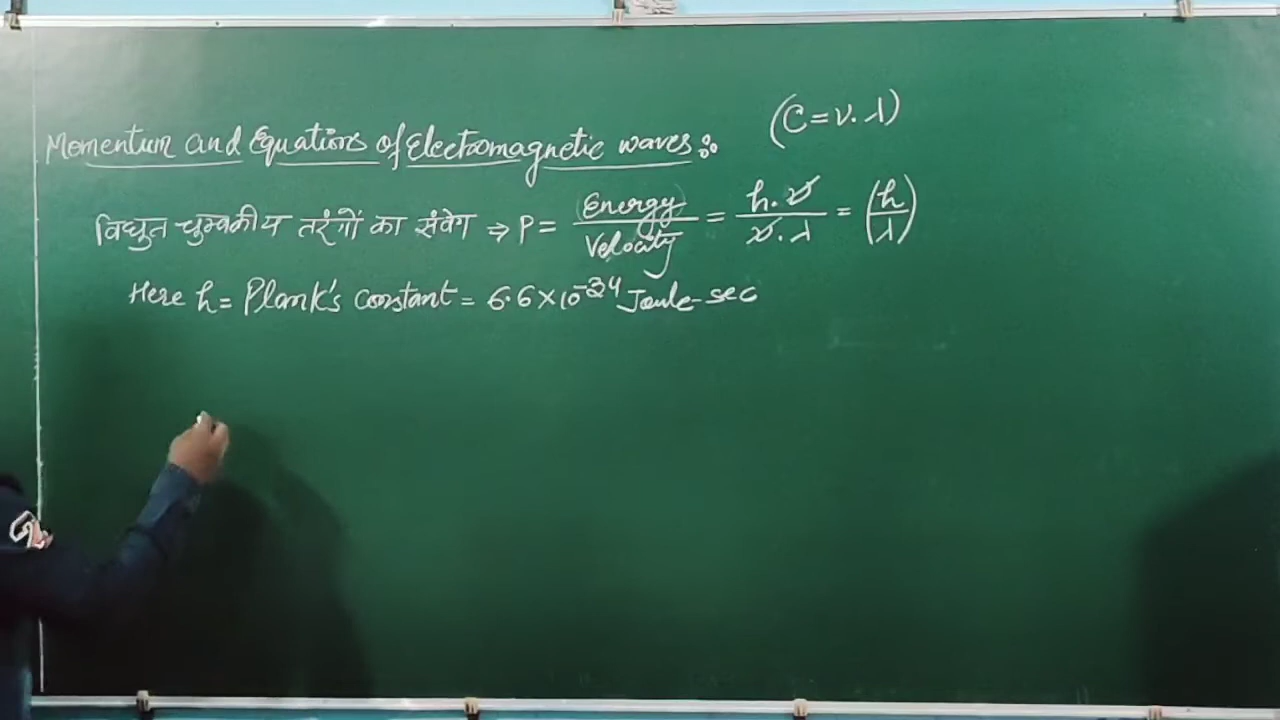 Momentum and Equations of Electromagnetic waves :- (C = ν.λ)
विधुत चुम्बकीय तरंगों का संवेग ⇒ P = Energy/Velocity = h.ν/ν.λ = (h/λ)
Here h = Plank's constant = 6.6×10⁻³⁴ Joule-sec